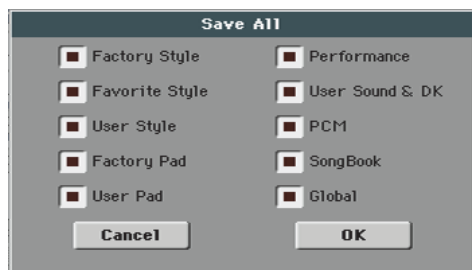 Save All
Factory Style
Performance
Favorite Style
User Sound & DK
User Style
PCM
Factory Pad
SongBook
User Pad
Global
Cancel
OK